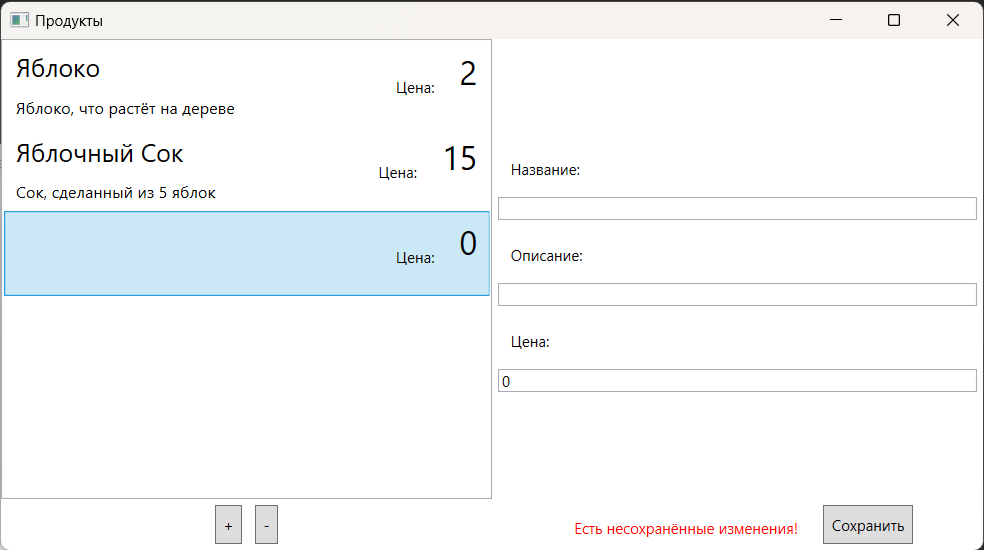 Продукты
Яблоко
Цена: 2
Яблоко, что растёт на дереве
Яблочный Сок
Цена: 15
Сок, сделанный из 5 яблок
Цена: 0
Название:
Описание:
Цена:
0
+ -
Есть несохранённые изменения!
Сохранить